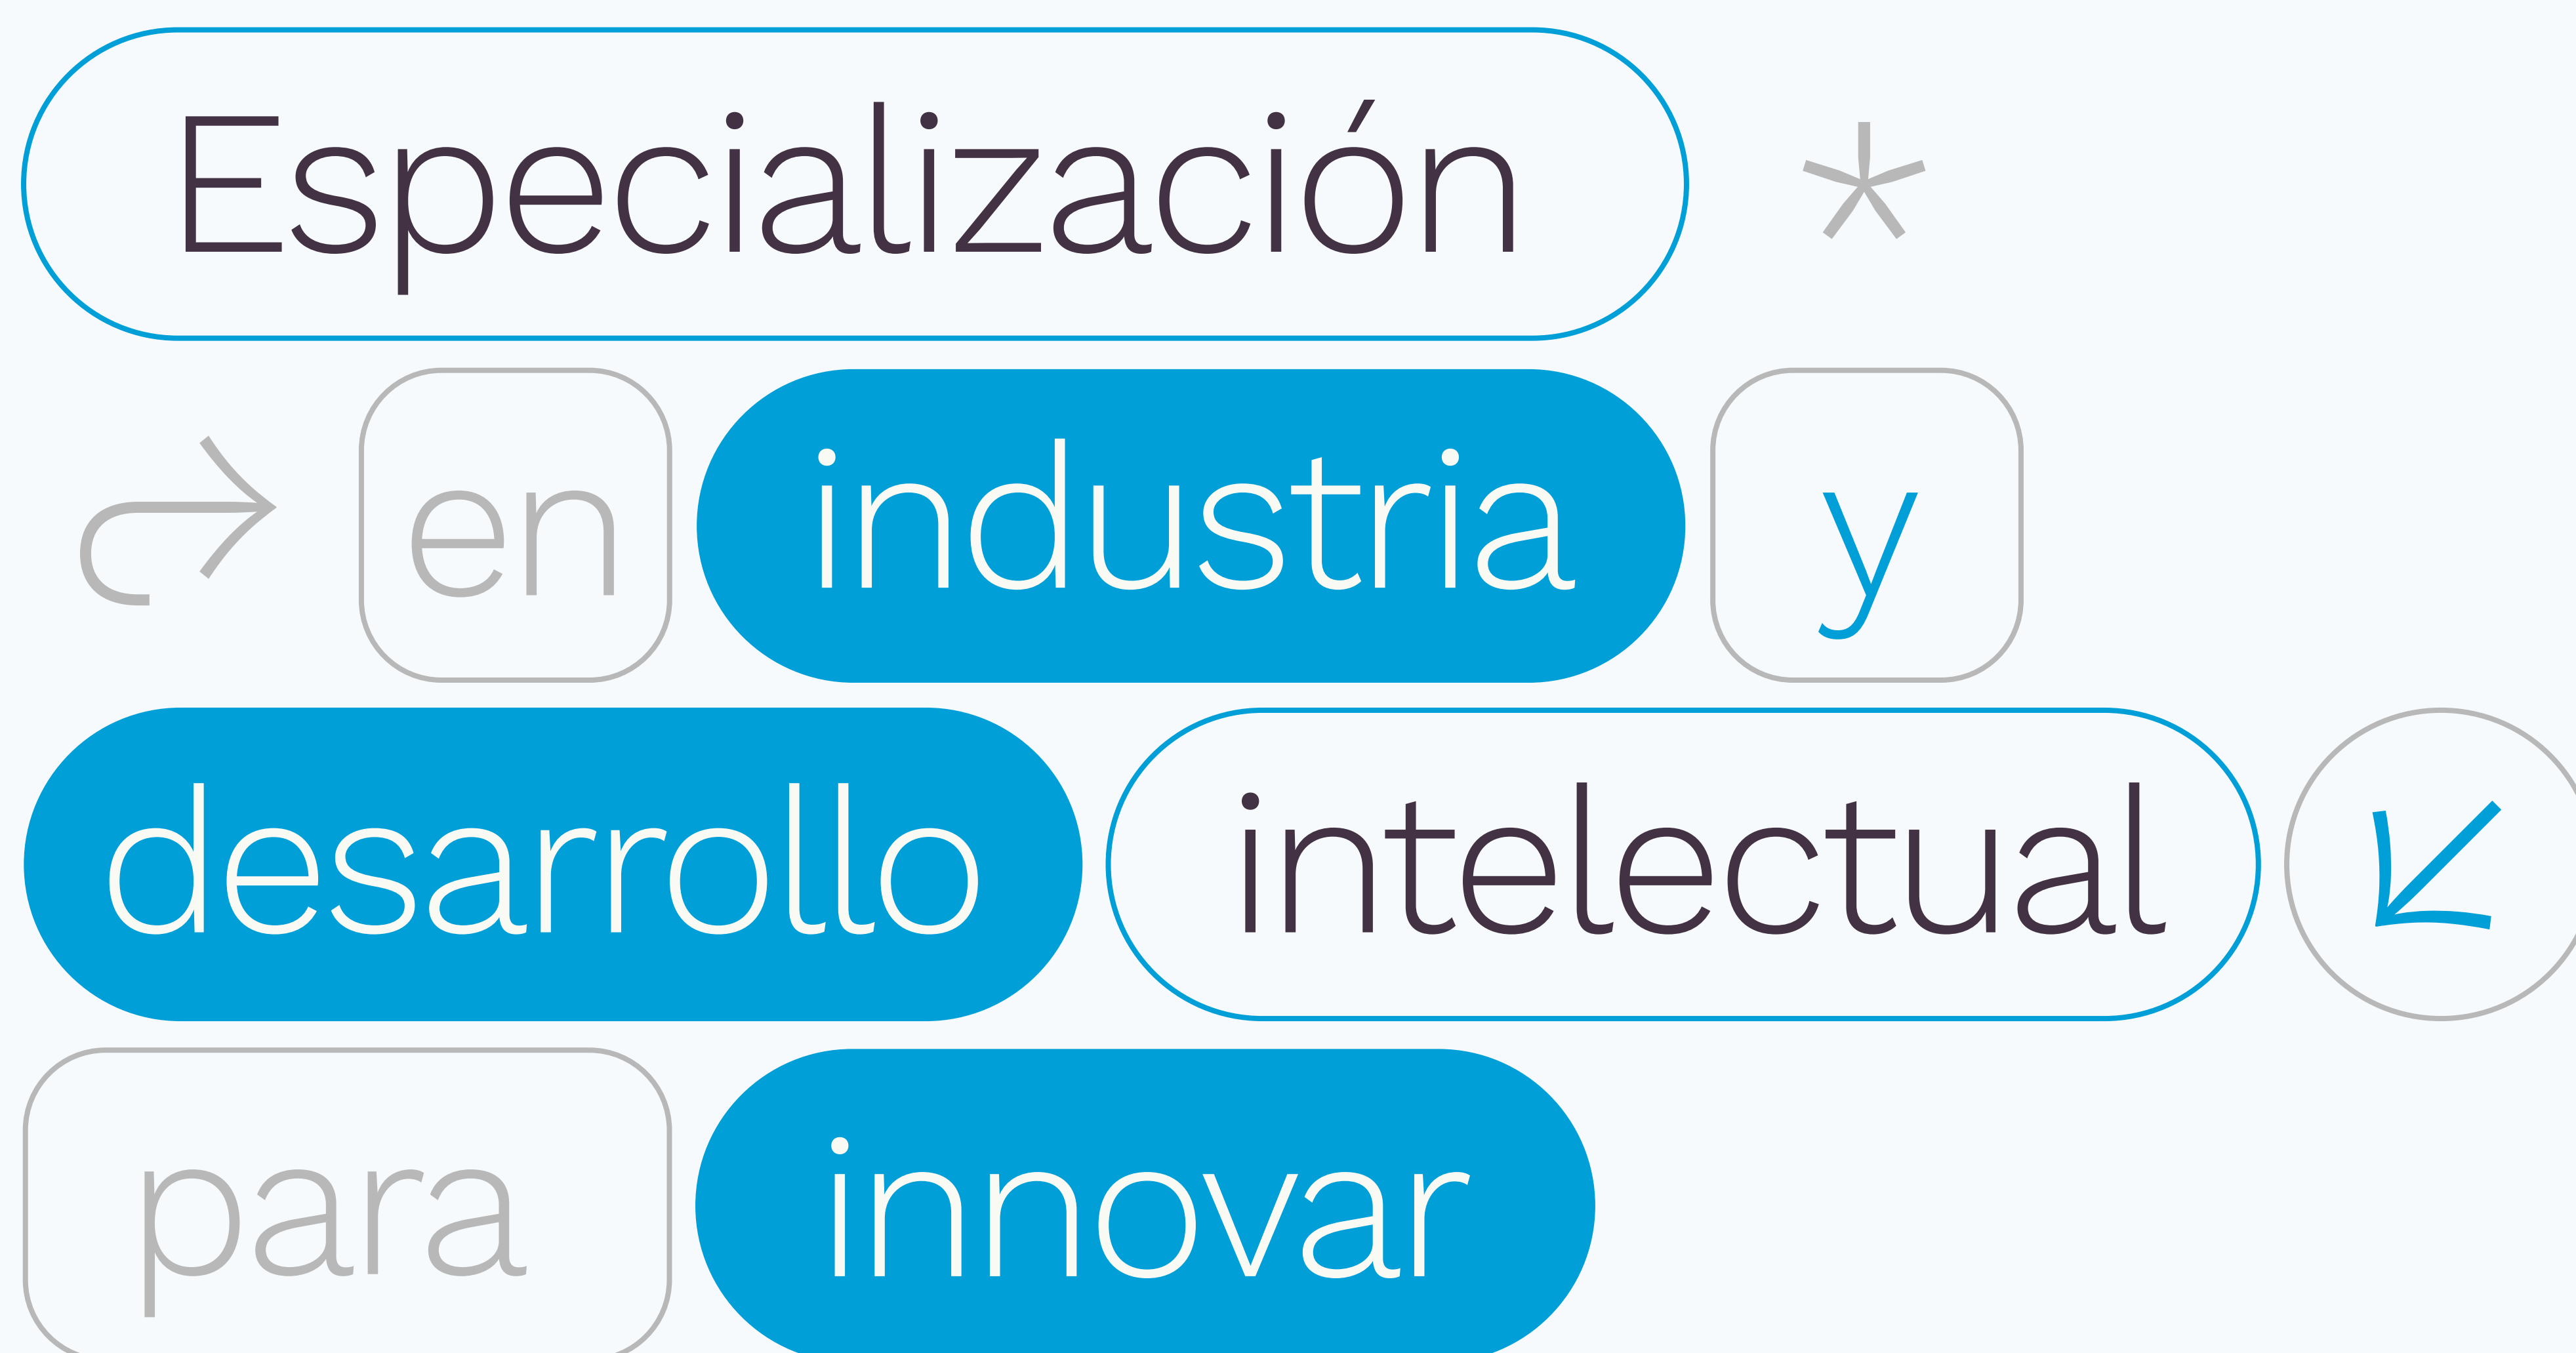 Especialización *
en industria y
desarrollo intelectual
para innovar